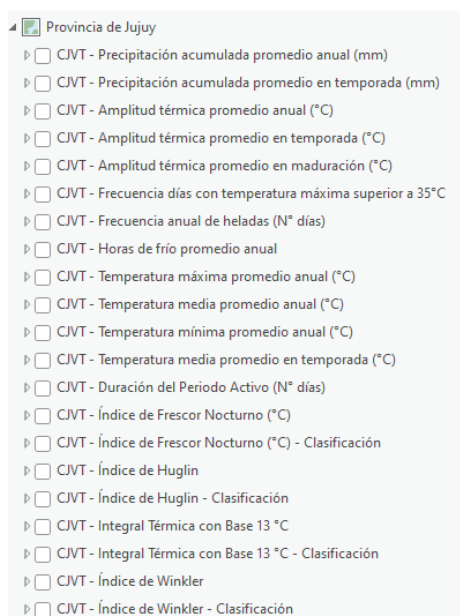 Provincia de Jujuy
CJVT - Precipitación acumulada promedio anual (mm)
CJVT - Precipitación acumulada promedio en temporada (mm)
CJVT - Amplitud térmica promedio anual (°C)
CJVT - Amplitud térmica promedio en temporada (°C)
CJVT - Amplitud térmica promedio en maduración (°C)
CJVT - Frecuencia días con temperatura máxima superior a 35°C
CJVT - Frecuencia anual de heladas (N° días)
CJVT - Horas de frío promedio anual
CJVT - Temperatura máxima promedio anual (°C)
CJVT - Temperatura media promedio anual (°C)
CJVT - Temperatura mínima promedio anual (°C)
CJVT - Temperatura media promedio en temporada (°C)
CJVT - Duración del Periodo Activo (N° días)
CJVT - Índice de Frescor Nocturno (°C)
CJVT - Índice de Frescor Nocturno (°C) - Clasificación
CJVT - Índice de Huglin
CJVT - Índice de Huglin - Clasificación
CJVT - Integral Térmica con Base 13 °C
CJVT - Integral Térmica con Base 13 °C - Clasificación
CJVT - Índice de Winkler
CJVT - Índice de Winkler - Clasificación